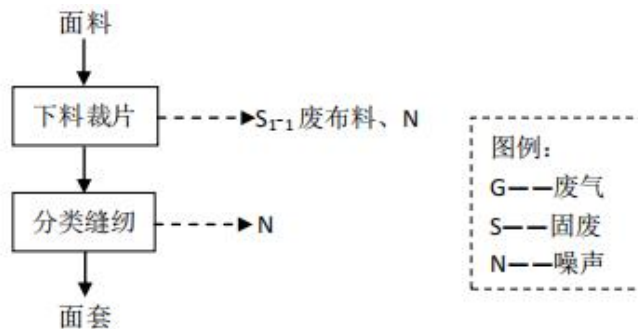 面料
下料裁片
S₁₋₁废布料、N
分类缝纫
N
面套
图例：
G——废气
S——固废
N——噪声